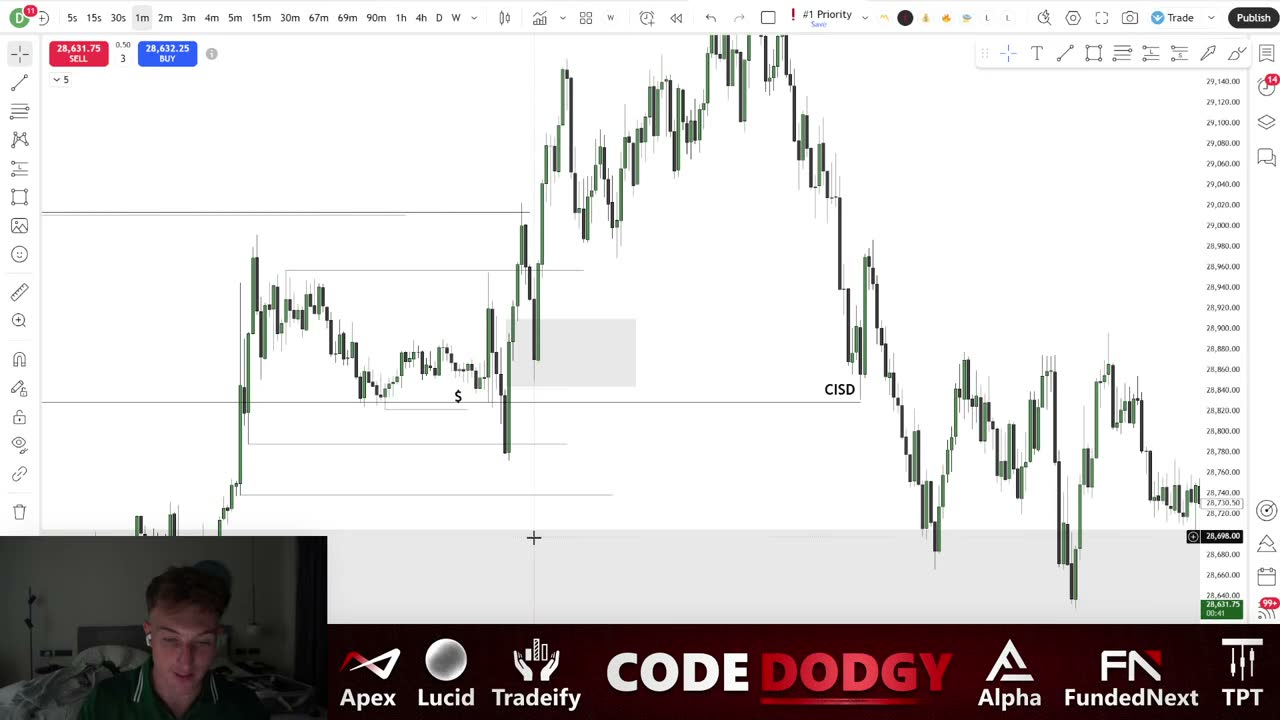 D
11
5s 15s 30s 1m 2m 3m 4m 5m 15m 30m 67m 69m 90m 1h 4h D W
W
#1 Priority
Save
L
L
Trade
Publish
28,631.75
SELL
0.50
3
28,632.25
BUY
5
T
L
S
14
L
29,140.00
29,120.00
29,100.00
29,080.00
29,060.00
29,040.00
29,020.00
29,000.00
28,980.00
28,960.00
28,940.00
28,920.00
28,900.00
28,880.00
28,860.00
28,840.00
28,820.00
28,800.00
28,780.00
28,760.00
28,740.00
28,730.50
28,720.00
28,698.00
28,680.00
28,660.00
28,640.00
28,631.75
00:41
99+
$
CISD
Apex
Lucid
Tradeify
CODE DODGY
Alpha
FN
FundedNext
TPT